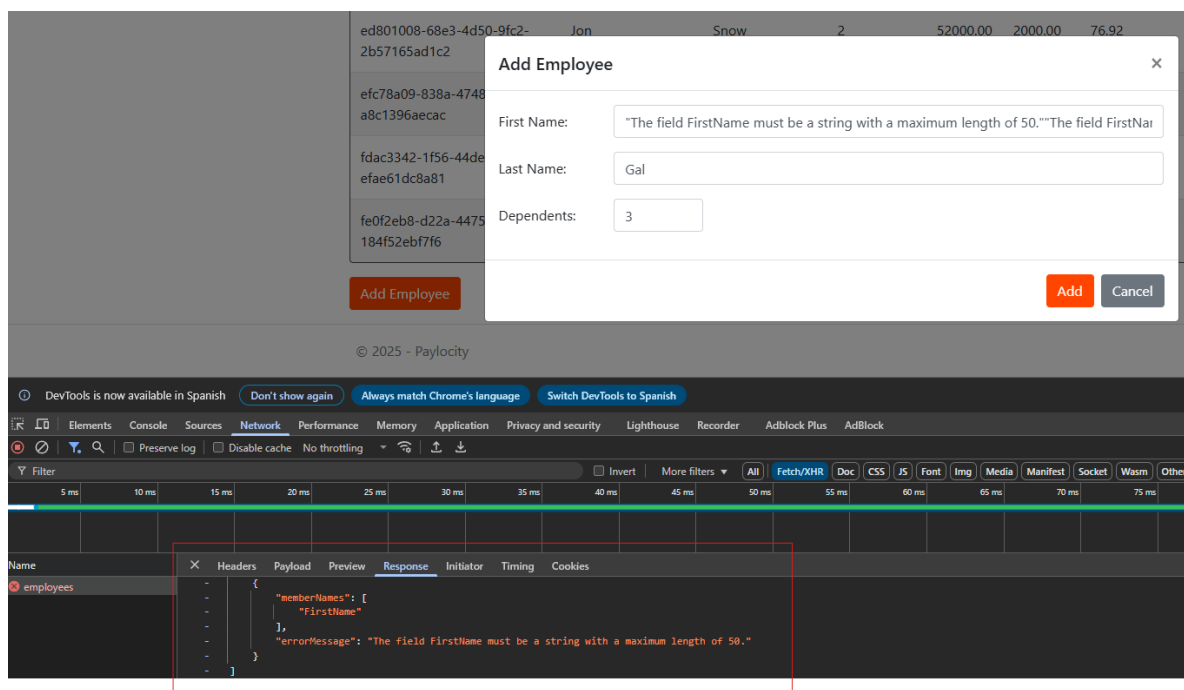 ed801008-68e3-4d50-9fc2- Jon Snow 2 52000.00 2000.00 76.92
2b57165ad1c2
Add Employee ×
efc78a09-838a-4748
a8c1396aecac
First Name: "The field FirstName must be a string with a maximum length of 50.""The field FirstNar
fdac3342-1f56-44de
Last Name: Gal
efae61dc8a81
fe0f2eb8-d22a-4475
Dependents: 3
184f52ebf7f6
Add Employee
Add Cancel
© 2025 - Paylocity
DevTools is now available in Spanish Don't show again Always match Chrome's language Switch DevTools to Spanish
Elements Console Sources Network Performance Memory Application Privacy and security Lighthouse Recorder Adblock Plus AdBlock
Preserve log Disable cache No throttling
Filter Invert More filters All Fetch/XHR Doc CSS JS Font Img Media Manifest Socket Wasm Othe
5 ms 10 ms 15 ms 20 ms 25 ms 30 ms 35 ms 40 ms 45 ms 50 ms 55 ms 60 ms 65 ms 70 ms 75 ms
Name × Headers Payload Preview Response Initiator Timing Cookies
employees
- {
- "memberNames": [
- "FirstName"
- ],
- "errorMessage": "The field FirstName must be a string with a maximum length of 50."
- }
- ]